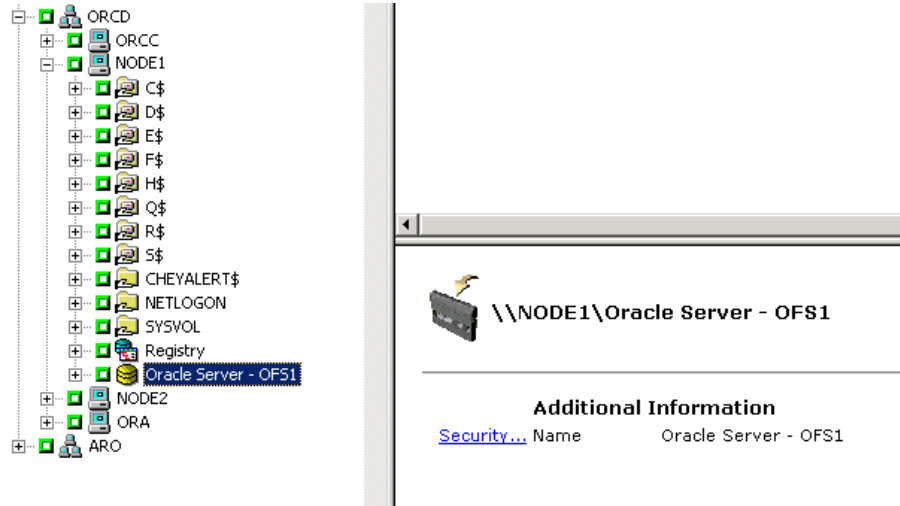 ORCD
ORCC
NODE1
C$
D$
E$
F$
H$
Q$
R$
S$
CHEYALERT$
NETLOGON
SYSVOL
Registry
Oracle Server - OFS1
NODE2
ORA
ARO
\\NODE1\Oracle Server - OFS1
Additional Information
Security... Name Oracle Server - OFS1